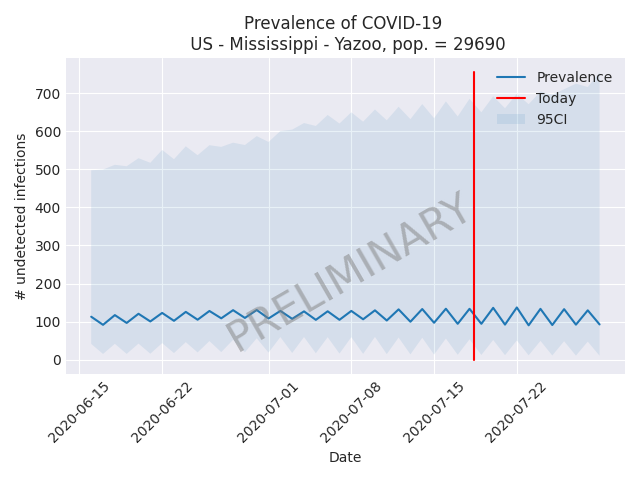 Prevalence of COVID-19
US - Mississippi - Yazoo, pop. = 29690
Prevalence
Today
95CI
700
600
500
400
300
200
100
0
# undetected infections
PRELIMINARY
2020-06-15
2020-06-22
2020-07-01
2020-07-08
2020-07-15
2020-07-22
Date